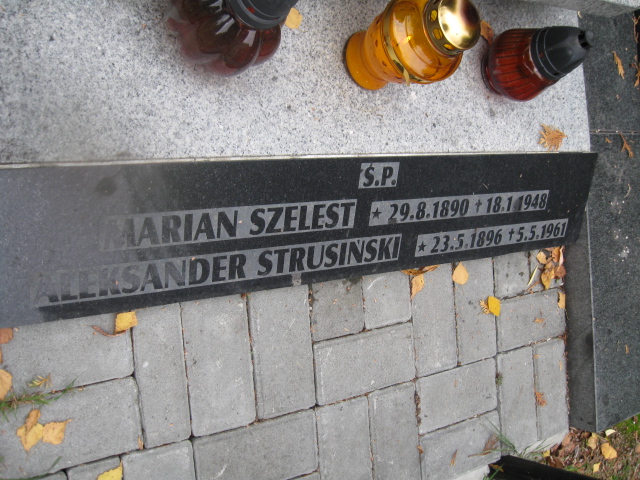 Ś.P.
MARIAN SZELEST * 29.8.1890 † 18.1.1948
ALEKSANDER STRUSIŃSKI * 23.5.1896 † 5.5.1961